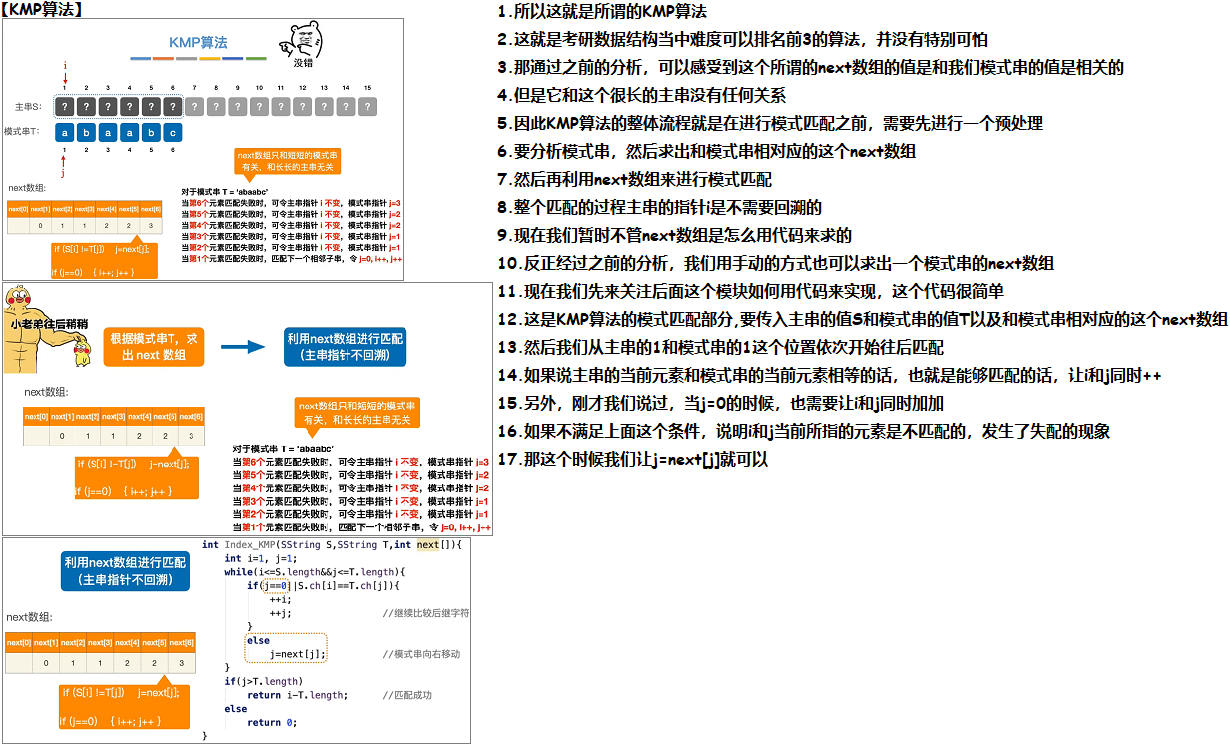 【KMP算法】
KMP算法
没错
i
1 2 3 4 5 6 7 8 9 10 11 12 13 14 15
主串S： ? ? ? ? ? ? ? ? ? ? ? ? ? ? ?
模式串T： a b a a b c
1 2 3 4 5 6
j
next数组只和短短的模式串
有关，和长长的主串无关
next数组:
next[0] next[1] next[2] next[3] next[4] next[5] next[6]
0 1 1 2 2 3
if (S[i] !=T[j]) j=next[j];
if (j==0) { i++; j++ }
对于模式串 T = 'abaabc'
当第6个元素匹配失败时，可令主串指针 i 不变，模式串指针 j=3
当第5个元素匹配失败时，可令主串指针 i 不变，模式串指针 j=2
当第4个元素匹配失败时，可令主串指针 i 不变，模式串指针 j=2
当第3个元素匹配失败时，可令主串指针 i 不变，模式串指针 j=1
当第2个元素匹配失败时，可令主串指针 i 不变，模式串指针 j=1
当第1个元素匹配失败时，匹配下一个相邻子串，令 j=0, i++, j++
小老弟往后稍稍
根据模式串T，求
出 next 数组
利用next数组进行匹配
（主串指针不回溯）
next数组:
next[0] next[1] next[2] next[3] next[4] next[5] next[6]
0 1 1 2 2 3
if (S[i] !=T[j]) j=next[j];
if (j==0) { i++; j++ }
next数组只和短短的模式串
有关，和长长的主串无关
对于模式串 T = 'abaabc'
当第6个元素匹配失败时，可令主串指针 i 不变，模式串指针 j=3
当第5个元素匹配失败时，可令主串指针 i 不变，模式串指针 j=2
当第4个元素匹配失败时，可令主串指针 i 不变，模式串指针 j=2
当第3个元素匹配失败时，可令主串指针 i 不变，模式串指针 j=1
当第2个元素匹配失败时，可令主串指针 i 不变，模式串指针 j=1
当第1个元素匹配失败时，匹配下一个相邻子串，令 j=0, i++, j++
利用next数组进行匹配
（主串指针不回溯）
next数组:
next[0] next[1] next[2] next[3] next[4] next[5] next[6]
0 1 1 2 2 3
if (S[i] !=T[j]) j=next[j];
if (j==0) { i++; j++ }
int Index_KMP(SString S,SString T,int next[]){
int i=1, j=1;
while(i<=S.length&&j<=T.length){
if(j==0||S.ch[i]==T.ch[j]){
++i;
++j; //继续比较后继字符
}
else
j=next[j]; //模式串向右移动
}
if(j>T.length)
return i-T.length; //匹配成功
else
return 0;
}
1.所以这就是所谓的KMP算法
2.这就是考研数据结构当中难度可以排名前3的算法，并没有特别可怕
3.那通过之前的分析，可以感受到这个所谓的next数组的值是和我们模式串的值是相关的
4.但是它和这个很长的主串没有任何关系
5.因此KMP算法的整体流程就是在进行模式匹配之前，需要先进行一个预处理
6.要分析模式串，然后求出和模式串相对应的这个next数组
7.然后再利用next数组来进行模式匹配
8.整个匹配的过程主串的指针i是不需要回溯的
9.现在我们暂时不管next数组是怎么用代码来求的
10.反正经过之前的分析，我们用手动的方式也可以求出一个模式串的next数组
11.现在我们先来关注后面这个模块如何用代码来实现，这个代码很简单
12.这是KMP算法的模式匹配部分,要传入主串的值S和模式串的值T以及和模式串相对应的这个next数组
13.然后我们从主串的1和模式串的1这个位置依次开始往后匹配
14.如果说主串的当前元素和模式串的当前元素相等的话，也就是能够匹配的话，让i和j同时++
15.另外，刚才我们说过，当j=0的时候，也需要让i和j同时加加
16.如果不满足上面这个条件，说明i和j当前所指的元素是不匹配的，发生了失配的现象
17.那这个时候我们让j=next[j]就可以